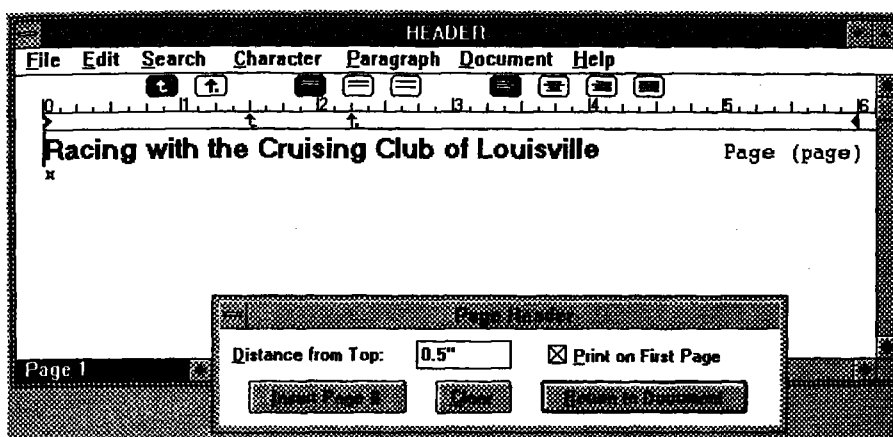 HEADER
File Edit Search Character Paragraph Document Help
0 1 2 3 4 5 6
Racing with the Cruising Club of Louisville Page (page)
Page Header
Distance from Top: 0.5" Print on First Page
Page 1
Insert Page # Clear Return to Document